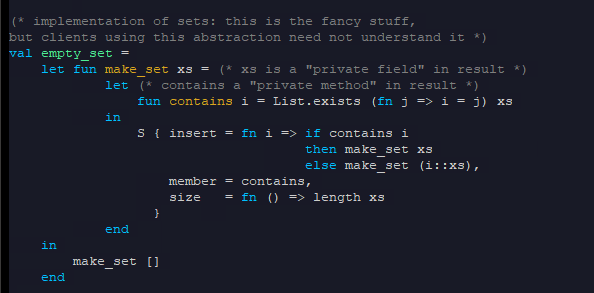 (* implementation of sets: this is the fancy stuff,
but clients using this abstraction need not understand it *)
val empty_set =
    let fun make_set xs = (* xs is a "private field" in result *)
            let (* contains a "private method" in result *)
                fun contains i = List.exists (fn j => i = j) xs
            in
                S { insert = fn i => if contains i
                                     then make_set xs
                                     else make_set (i::xs),
                    member = contains,
                    size   = fn () => length xs
                  }
            end
    in
        make_set []
    end